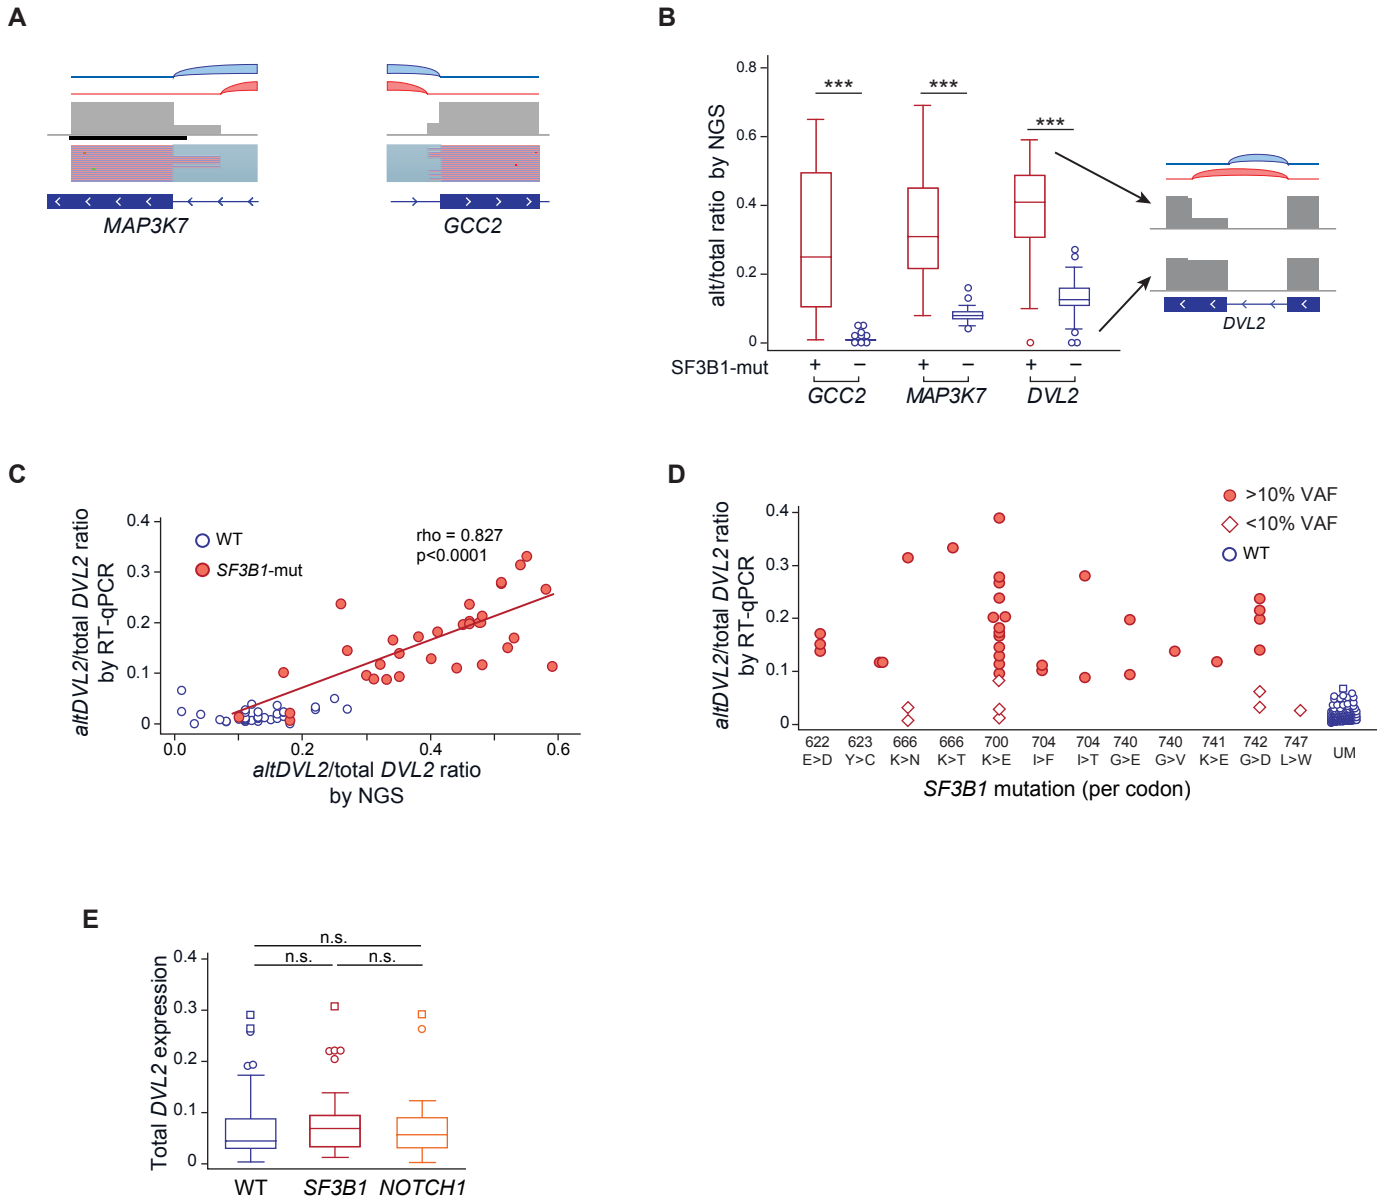 A
MAP3K7
GCC2
B
alt/total ratio by NGS
0.8
0.6
0.4
0.2
0
***
***
***
SF3B1-mut
+
−
+
−
+
−
GCC2
MAP3K7
DVL2
DVL2
C
altDVL2/total DVL2 ratio
by RT-qPCR
0.4
0.3
0.2
0.1
0
WT
SF3B1-mut
rho = 0.827
p<0.0001
0.0
0.2
0.4
0.6
altDVL2/total DVL2 ratio
by NGS
D
altDVL2/total DVL2 ratio
by RT-qPCR
0.4
0.3
0.2
0.1
0
>10% VAF
<10% VAF
WT
622 623 666 666 700 704 704 740 740 741 742 747
E>D Y>C K>N K>T K>E I>F I>T G>E G>V K>E G>D L>W UM
SF3B1 mutation (per codon)
E
Total DVL2 expression
0.4
0.3
0.2
0.1
0
n.s.
n.s.
n.s.
WT SF3B1 NOTCH1